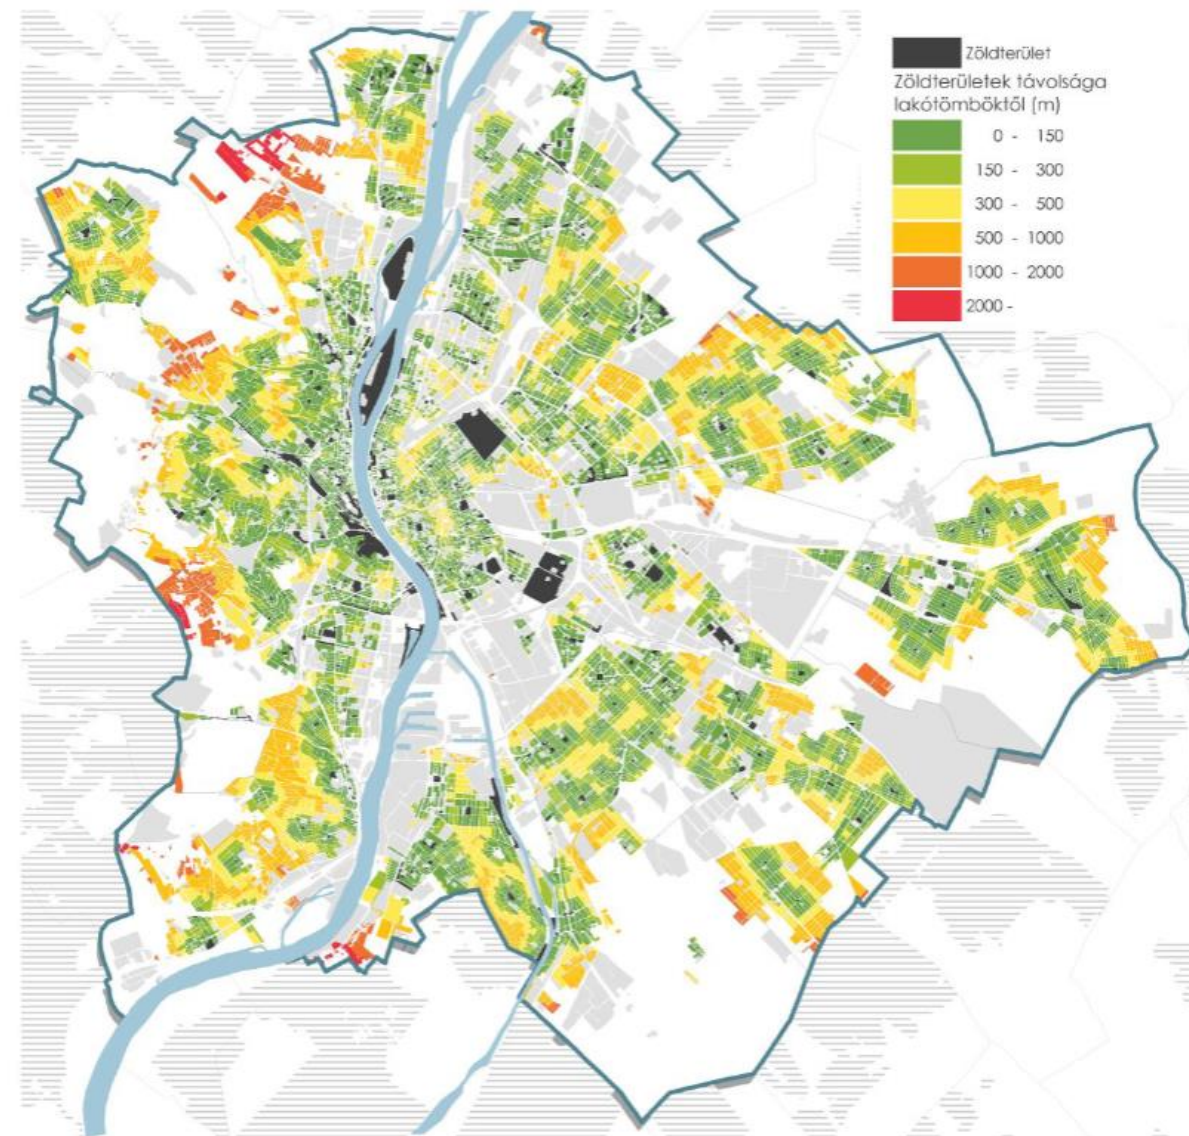 Zöldterület
Zöldterületek távolsága
lakótömböktől (m)
0 - 150
150 - 300
300 - 500
500 - 1000
1000 - 2000
2000 -